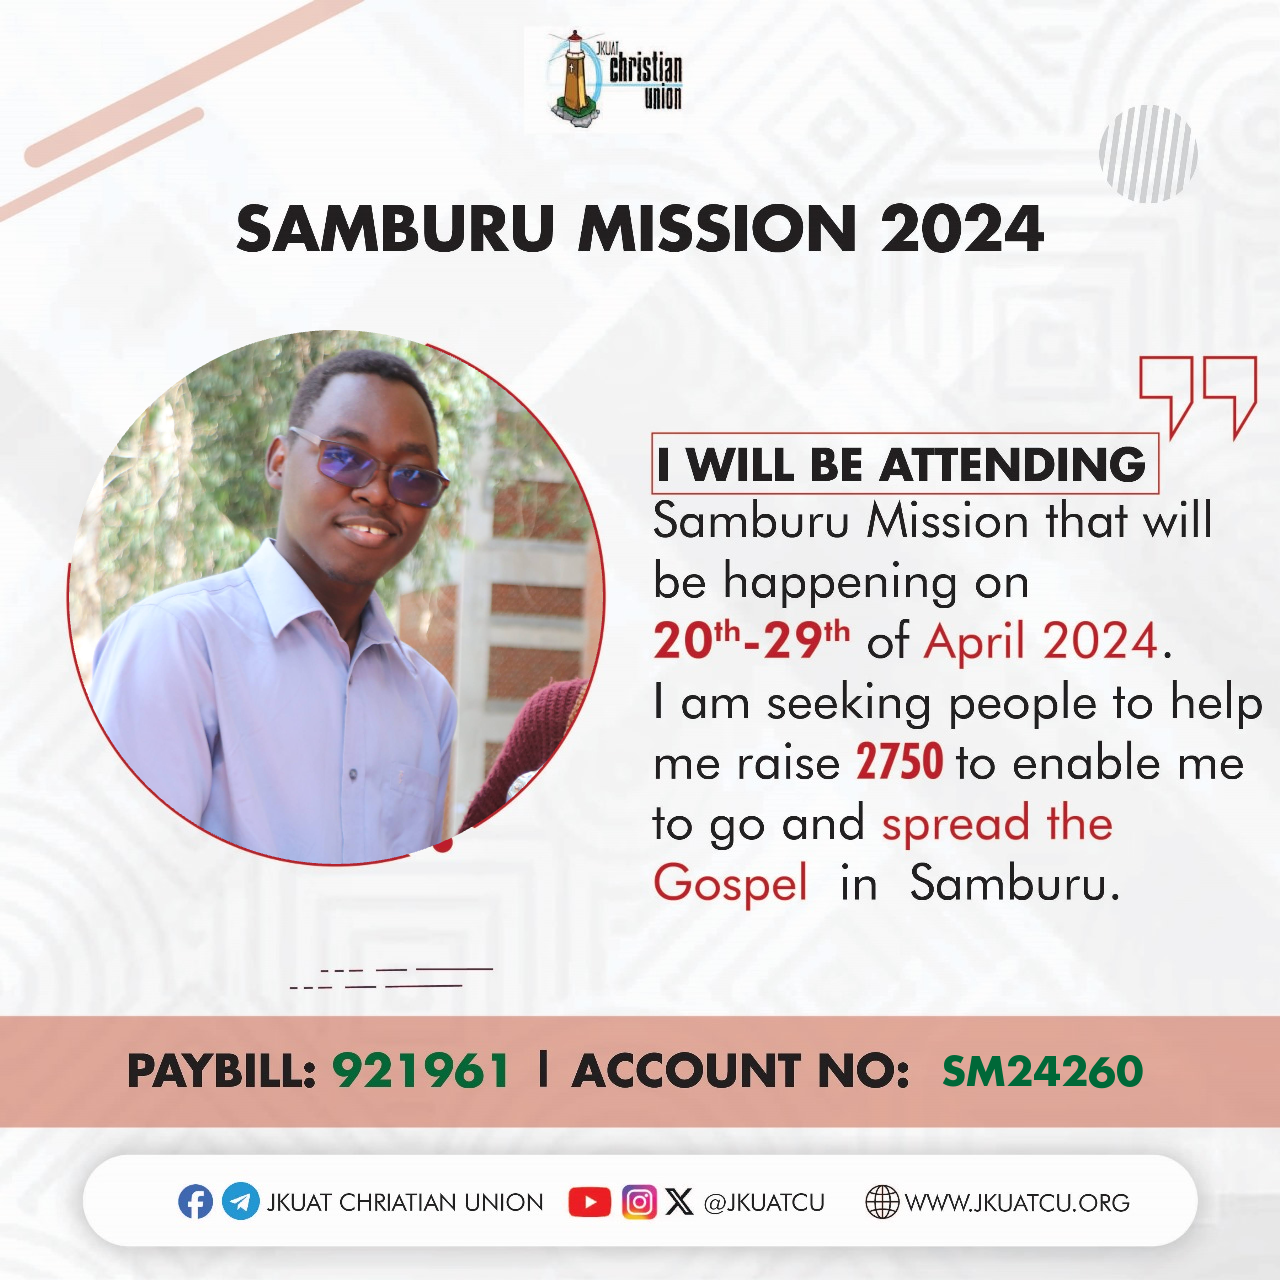 JKUAT
christian
union
SAMBURU MISSION 2024
I WILL BE ATTENDING
Samburu Mission that will
be happening on
20th-29th of April 2024.
I am seeking people to help
me raise 2750 to enable me
to go and spread the
Gospel in Samburu.
PAYBILL: 921961 | ACCOUNT NO: SM24260
JKUAT CHRIATIAN UNION @JKUATCU WWW.JKUATCU.ORG